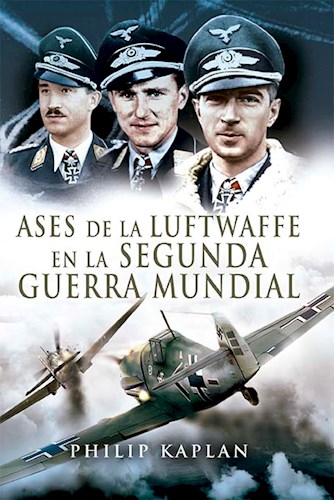 ASES DE LA LUFTWAFFE
EN LA SEGUNDA
GUERRA MUNDIAL
PHILIP KAPLAN